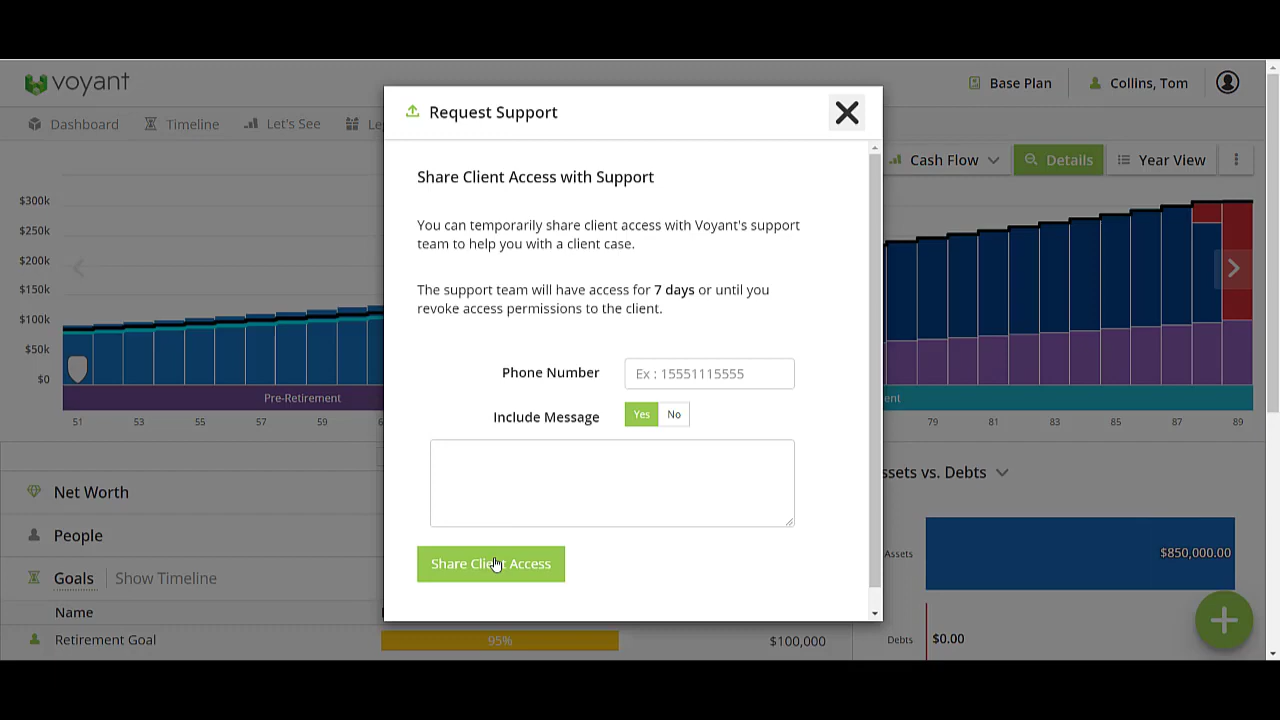 voyant
Base Plan
Collins, Tom
Dashboard
Timeline
Let's See
Le
Request Support
Cash Flow
Details
Year View
Share Client Access with Support
You can temporarily share client access with Voyant's support
team to help you with a client case.
The support team will have access for 7 days or until you
revoke access permissions to the client.
Phone Number
Ex : 15551115555
Include Message
Yes
No
Share Client Access
$300k
$250k
$200k
$150k
$100k
$50k
$0
Pre-Retirement
ent
51
53
55
57
59
6
79
81
83
85
87
89
Net Worth
People
Goals
Show Timeline
Name
Retirement Goal
95%
$100,000
ssets vs. Debts
Assets
$850,000.00
Debts
$0.00